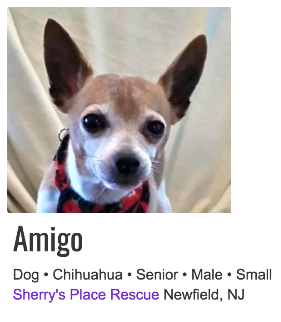 Amigo
Dog • Chihuahua • Senior • Male • Small
Sherry's Place Rescue Newfield, NJ